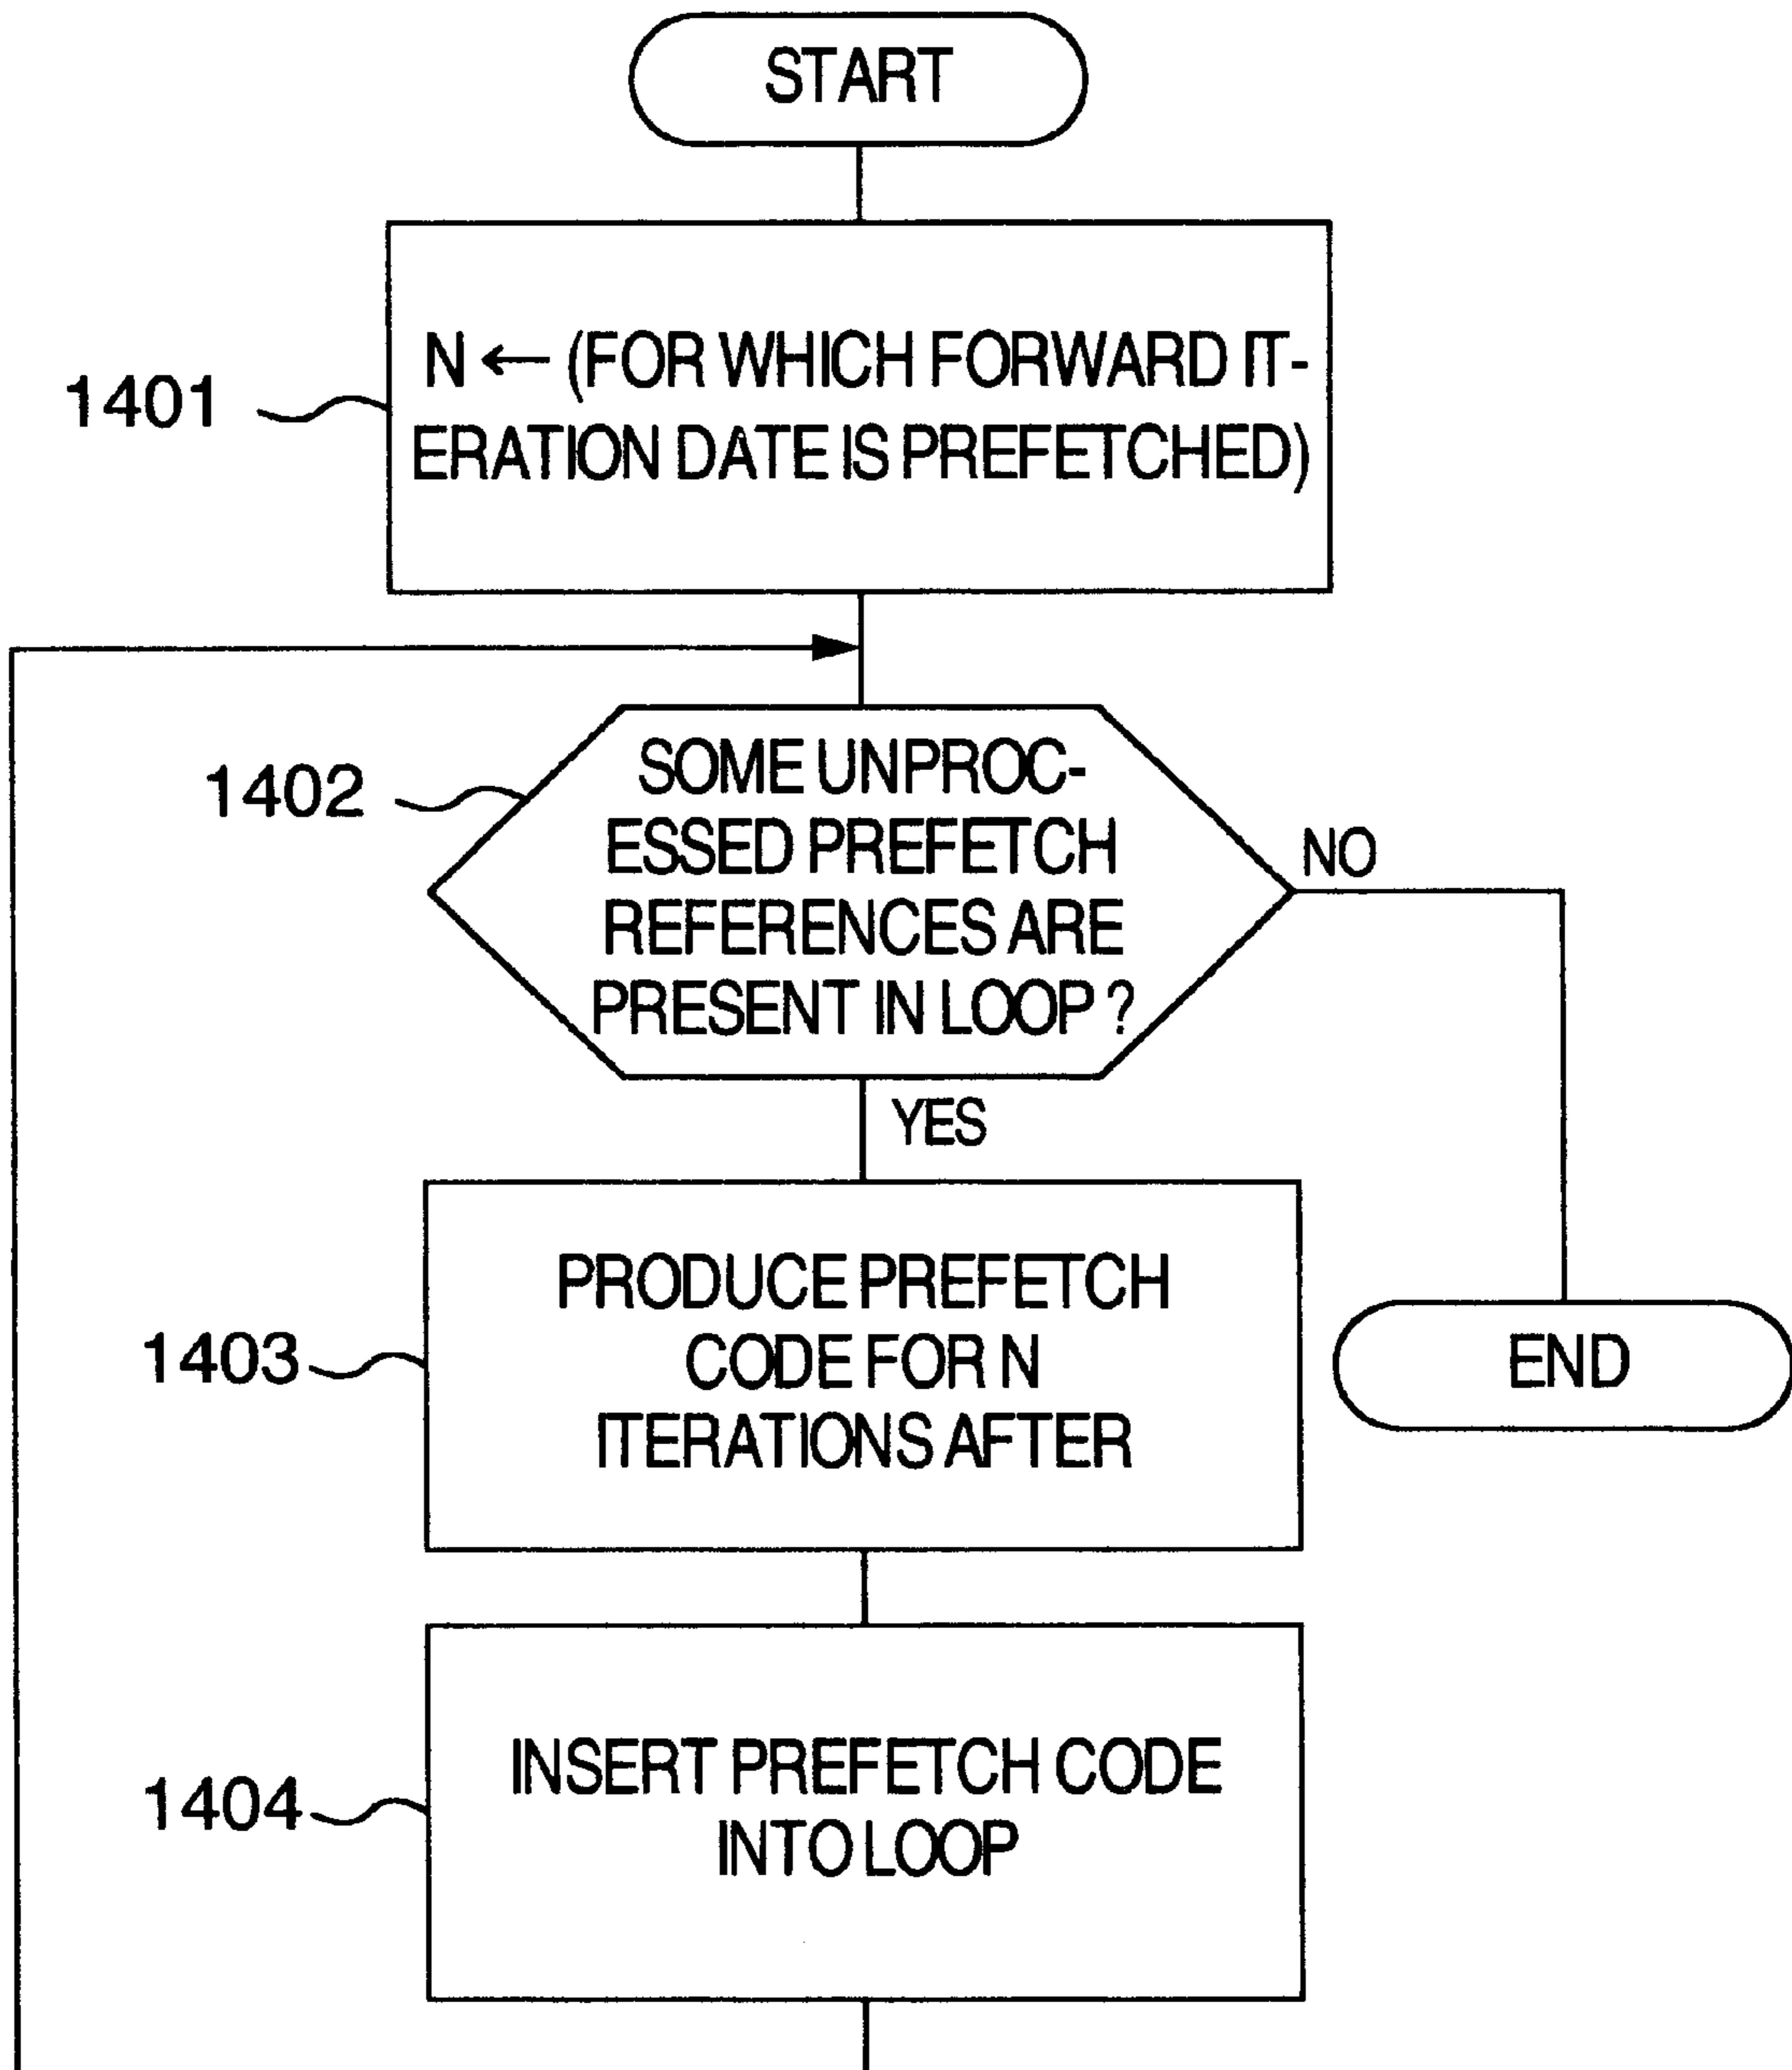 START
1401
N ← (FOR WHICH FORWARD IT-
ERATION DATE IS PREFETCHED)
1402
SOME UNPROC-
ESSED PREFETCH
REFERENCES ARE
PRESENT IN LOOP ?
NO
YES
1403
PRODUCE PREFETCH
CODE FOR N
ITERATIONS AFTER
END
1404
INSERT PREFETCH CODE
INTO LOOP